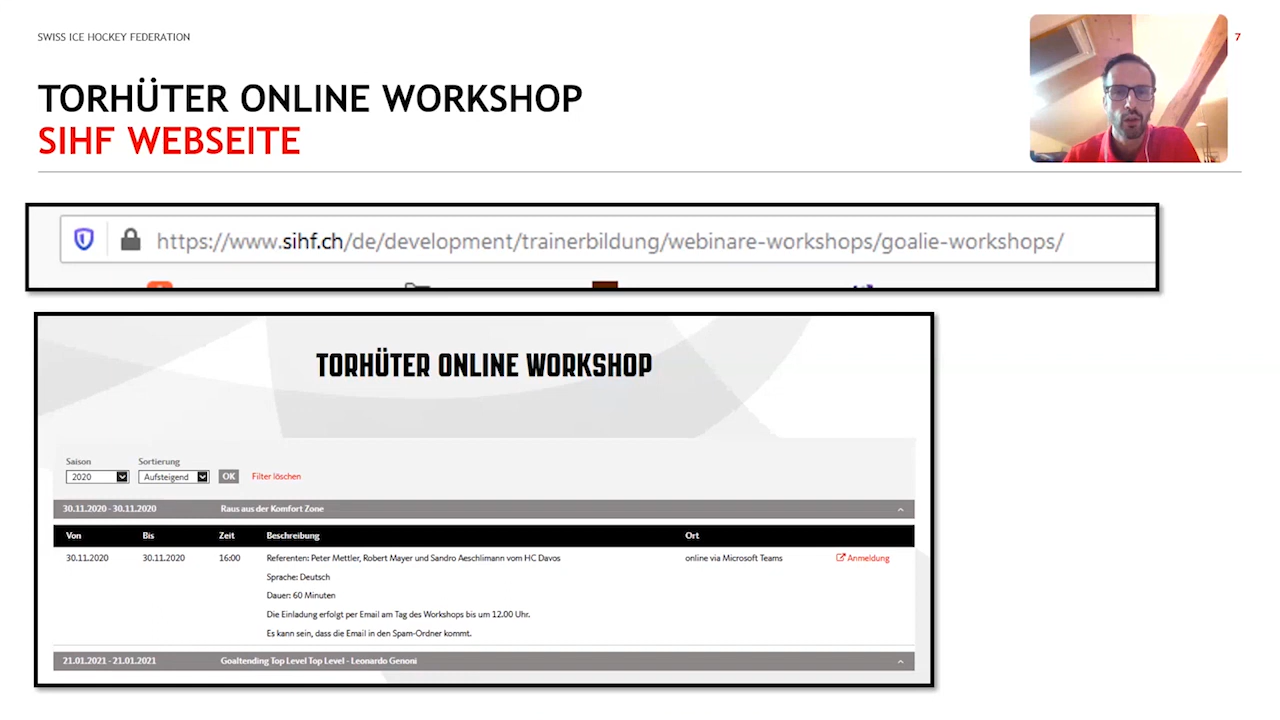 SWISS ICE HOCKEY FEDERATION
7
TORHÜTER ONLINE WORKSHOP
SIHF WEBSEITE
https://www.sihf.ch/de/development/trainerbildung/webinare-workshops/goalie-workshops/
TORHÜTER ONLINE WORKSHOP
Saison Sortierung
2020 Aufsteigend OK Filter löschen
30.11.2020 - 30.11.2020 Raus aus der Komfort Zone
Von Bis Zeit Beschreibung Ort
30.11.2020 30.11.2020 16:00 Referenten: Peter Mettler, Robert Mayer und Sandro Aeschlimann vom HC Davos online via Microsoft Teams Anmeldung
Sprache: Deutsch
Dauer: 60 Minuten
Die Einladung erfolgt per Email am Tag des Workshops bis um 12.00 Uhr.
Es kann sein, dass die Email in den Spam-Ordner kommt.
21.01.2021 - 21.01.2021 Goaltending Top Level Top Level - Leonardo Genoni